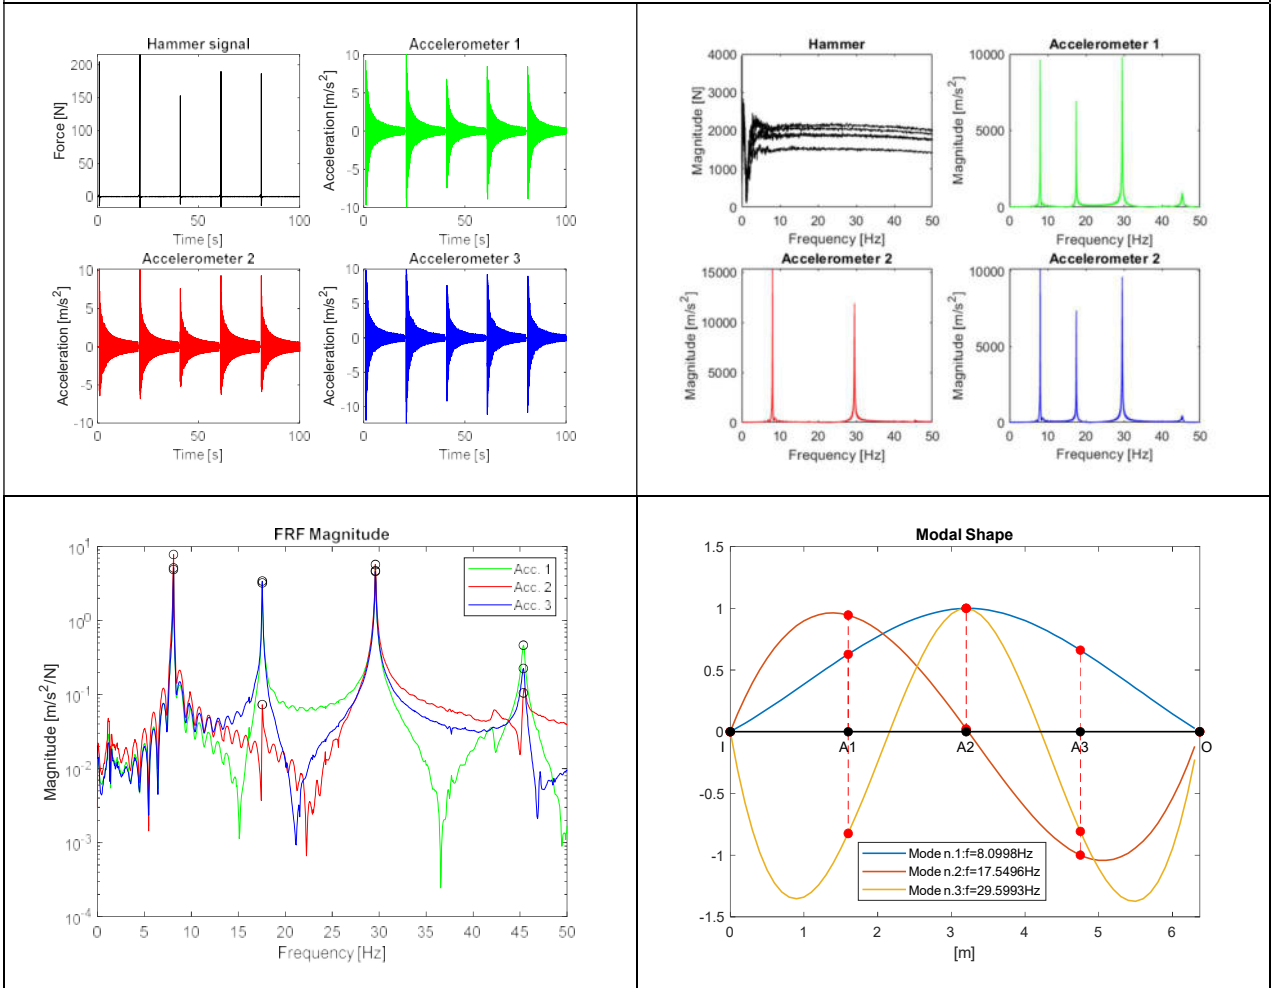 Hammer signal
Force [N]
200
150
100
50
0
0
50
100
Time [s]
Accelerometer 1
Acceleration [m/s²]
10
5
0
-5
-10
0
50
100
Time [s]
Accelerometer 2
Acceleration [m/s²]
10
5
0
-5
-10
0
50
100
Time [s]
Accelerometer 3
Acceleration [m/s²]
10
5
0
-5
-10
0
50
100
Time [s]
Hammer
Magnitude [N]
4000
3000
2000
1000
0
0
10
20
30
40
50
Frequency [Hz]
Accelerometer 1
Magnitude [m/s²]
10000
5000
0
0
10
20
30
40
50
Frequency [Hz]
Accelerometer 2
Magnitude [m/s²]
15000
10000
5000
0
0
10
20
30
40
50
Frequency [Hz]
Accelerometer 2
Magnitude [m/s²]
10000
5000
0
0
10
20
30
40
50
Frequency [Hz]
FRF Magnitude
Magnitude [m/s²/N]
10¹
10⁰
10⁻¹
10⁻²
10⁻³
10⁻⁴
0
5
10
15
20
25
30
35
40
45
50
Frequency [Hz]
Acc. 1
Acc. 2
Acc. 3
Modal Shape
1.5
1
0.5
0
-0.5
-1
-1.5
I
A1
A2
A3
O
Mode n.1:f=8.0998Hz
Mode n.2:f=17.5496Hz
Mode n.3:f=29.5993Hz
0
1
2
3
4
5
6
[m]